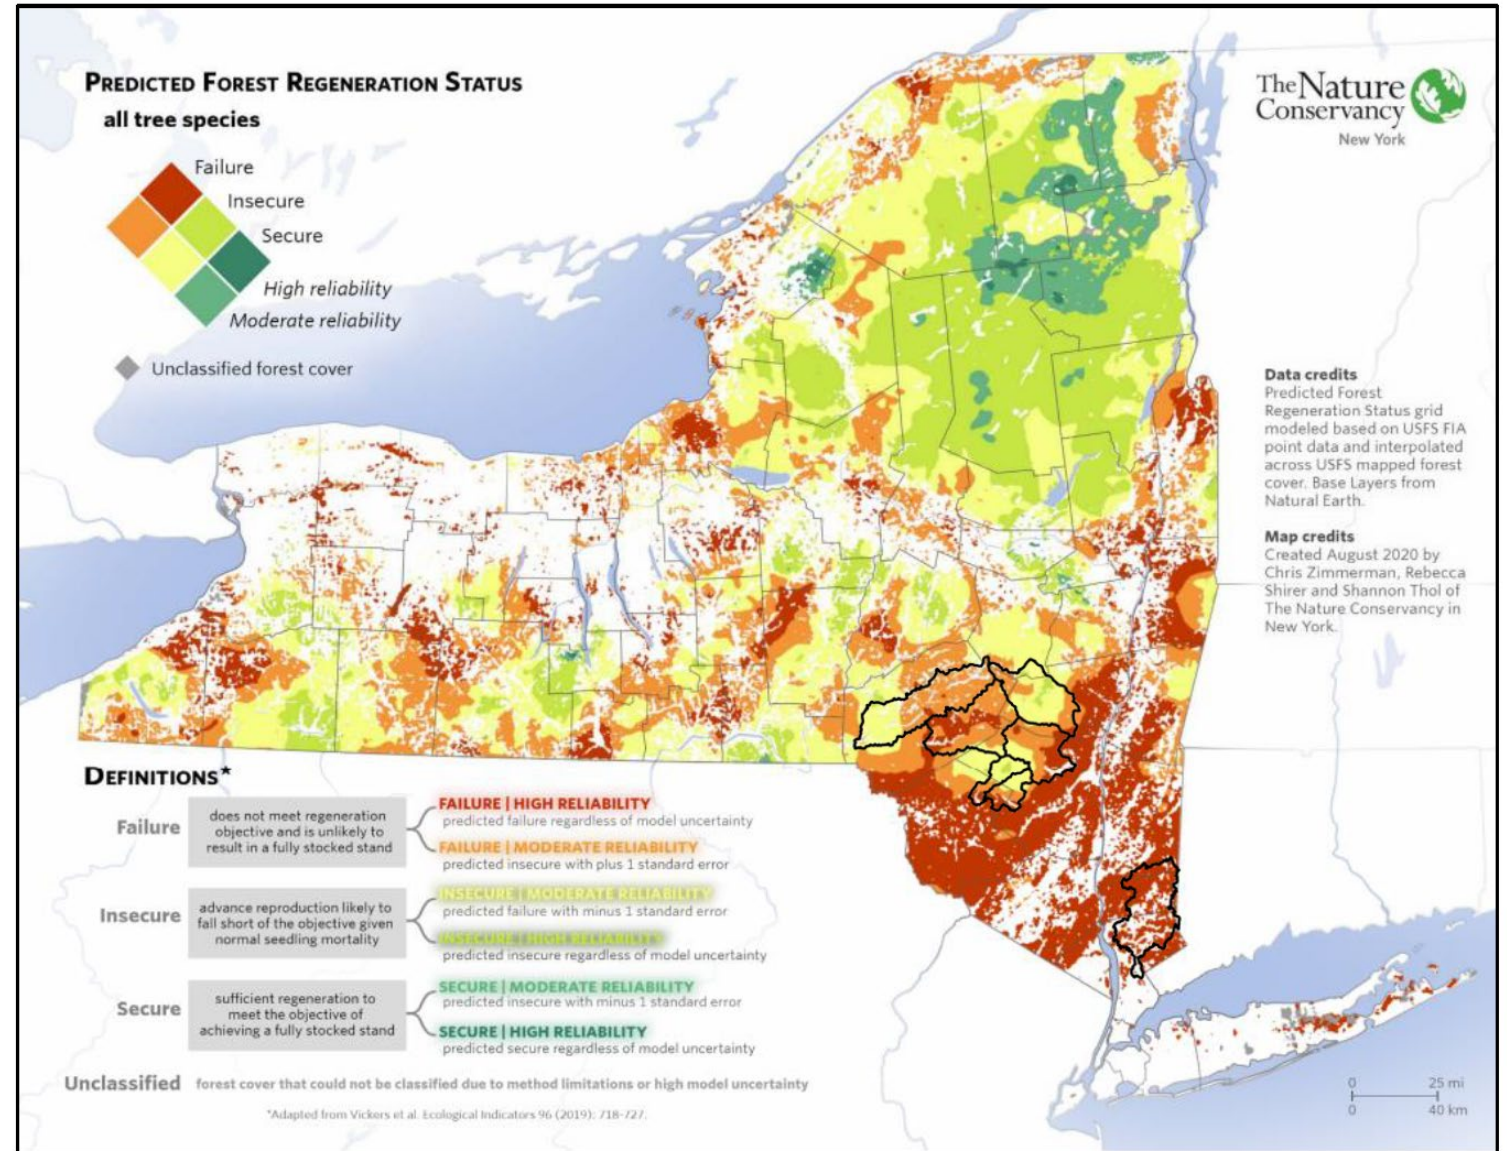 PREDICTED FOREST REGENERATION STATUS
all tree species
Failure
Insecure
Secure
High reliability
Moderate reliability
Unclassified forest cover
The Nature
Conservancy
New York
Data credits
Predicted Forest
Regeneration Status grid
modeled based on USFS FIA
point data and interpolated
across USFS mapped forest
cover. Base Layers from
Natural Earth.
Map credits
Created August 2020 by
Chris Zimmerman, Rebecca
Shirer and Shannon Thol of
The Nature Conservancy in
New York.
DEFINITIONS*
Failure
does not meet regeneration
objective and is unlikely to
result in a fully stocked stand
FAILURE | HIGH RELIABILITY
predicted failure regardless of model uncertainty
FAILURE | MODERATE RELIABILITY
predicted insecure with plus 1 standard error
Insecure
advance reproduction likely to
fall short of the objective given
normal seedling mortality
INSECURE | MODERATE RELIABILITY
predicted failure with minus 1 standard error
INSECURE | HIGH RELIABILITY
predicted insecure regardless of model uncertainty
Secure
sufficient regeneration to
meet the objective of
achieving a fully stocked stand
SECURE | MODERATE RELIABILITY
predicted insecure with minus 1 standard error
SECURE | HIGH RELIABILITY
predicted secure regardless of model uncertainty
Unclassified forest cover that could not be classified due to method limitations or high model uncertainty
*Adapted from Vickers et al. Ecological Indicators 96 (2019): 718-727.
0 25 mi
0 40 km